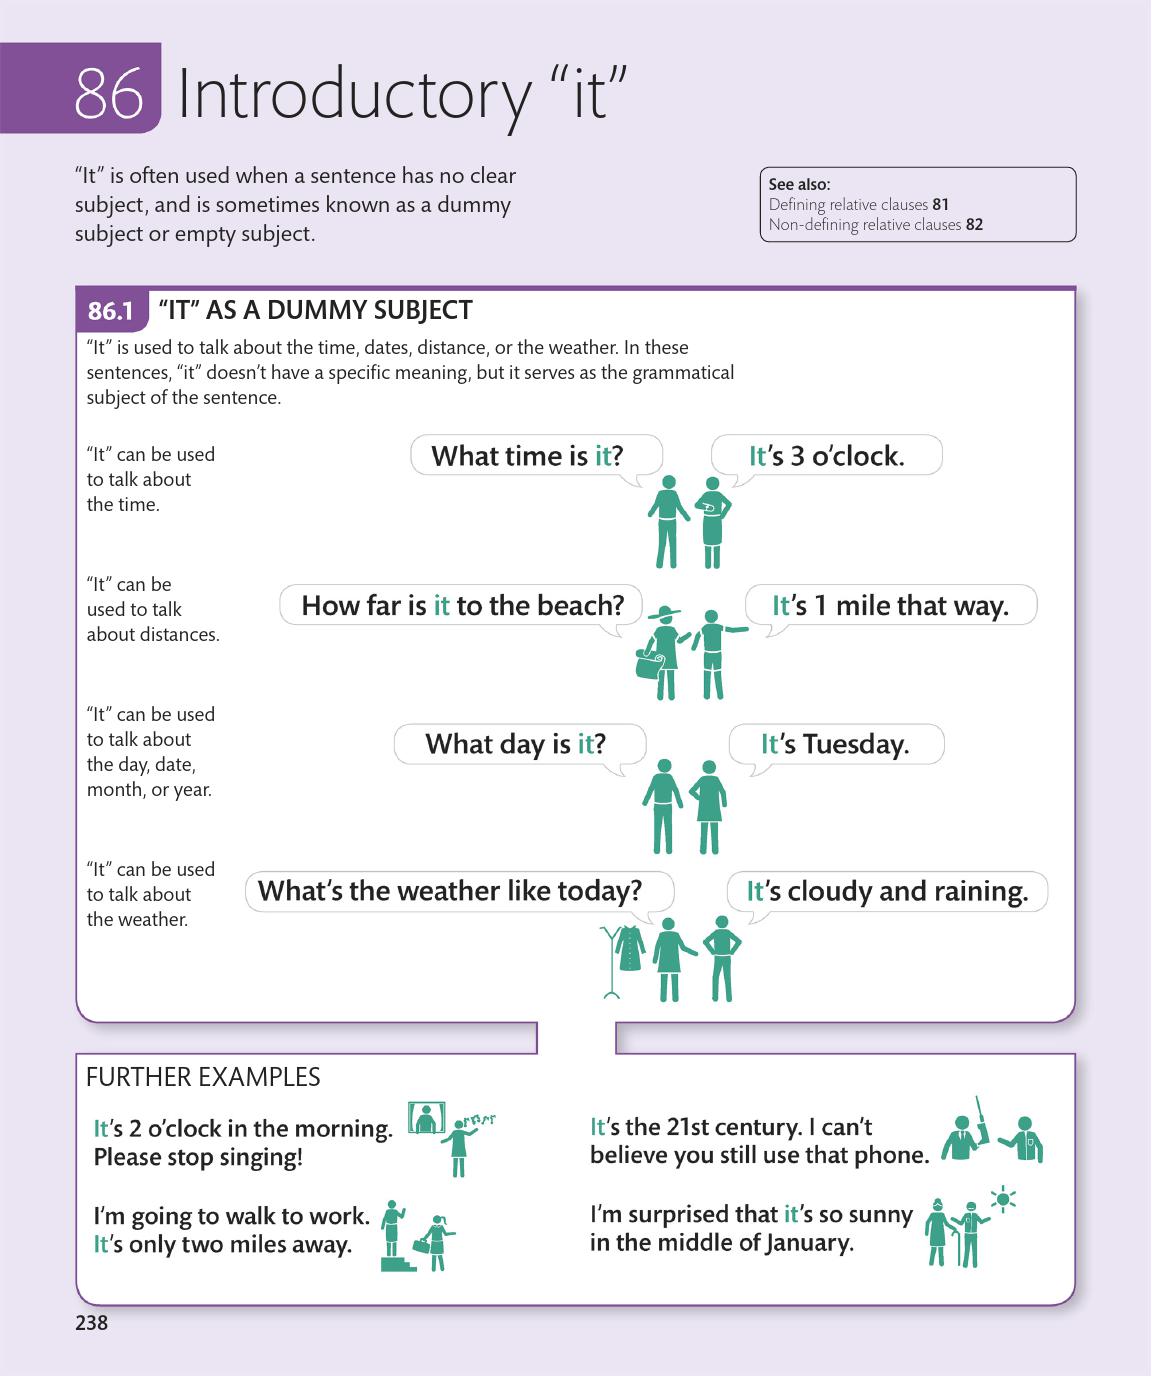 86 Introductory “it”
“It” is often used when a sentence has no clear
subject, and is sometimes known as a dummy
subject or empty subject.
See also:
Defining relative clauses 81
Non-defining relative clauses 82
86.1 “IT” AS A DUMMY SUBJECT
“It” is used to talk about the time, dates, distance, or the weather. In these
sentences, “it” doesn’t have a specific meaning, but it serves as the grammatical
subject of the sentence.
“It” can be used
to talk about
the time.
What time is it?
It’s 3 o’clock.
“It” can be
used to talk
about distances.
How far is it to the beach?
It’s 1 mile that way.
“It” can be used
to talk about
the day, date,
month, or year.
What day is it?
It’s Tuesday.
“It” can be used
to talk about
the weather.
What’s the weather like today?
It’s cloudy and raining.
FURTHER EXAMPLES
It’s 2 o’clock in the morning.
Please stop singing!
It’s the 21st century. I can’t
believe you still use that phone.
I’m going to walk to work.
It’s only two miles away.
I’m surprised that it’s so sunny
in the middle of January.
238